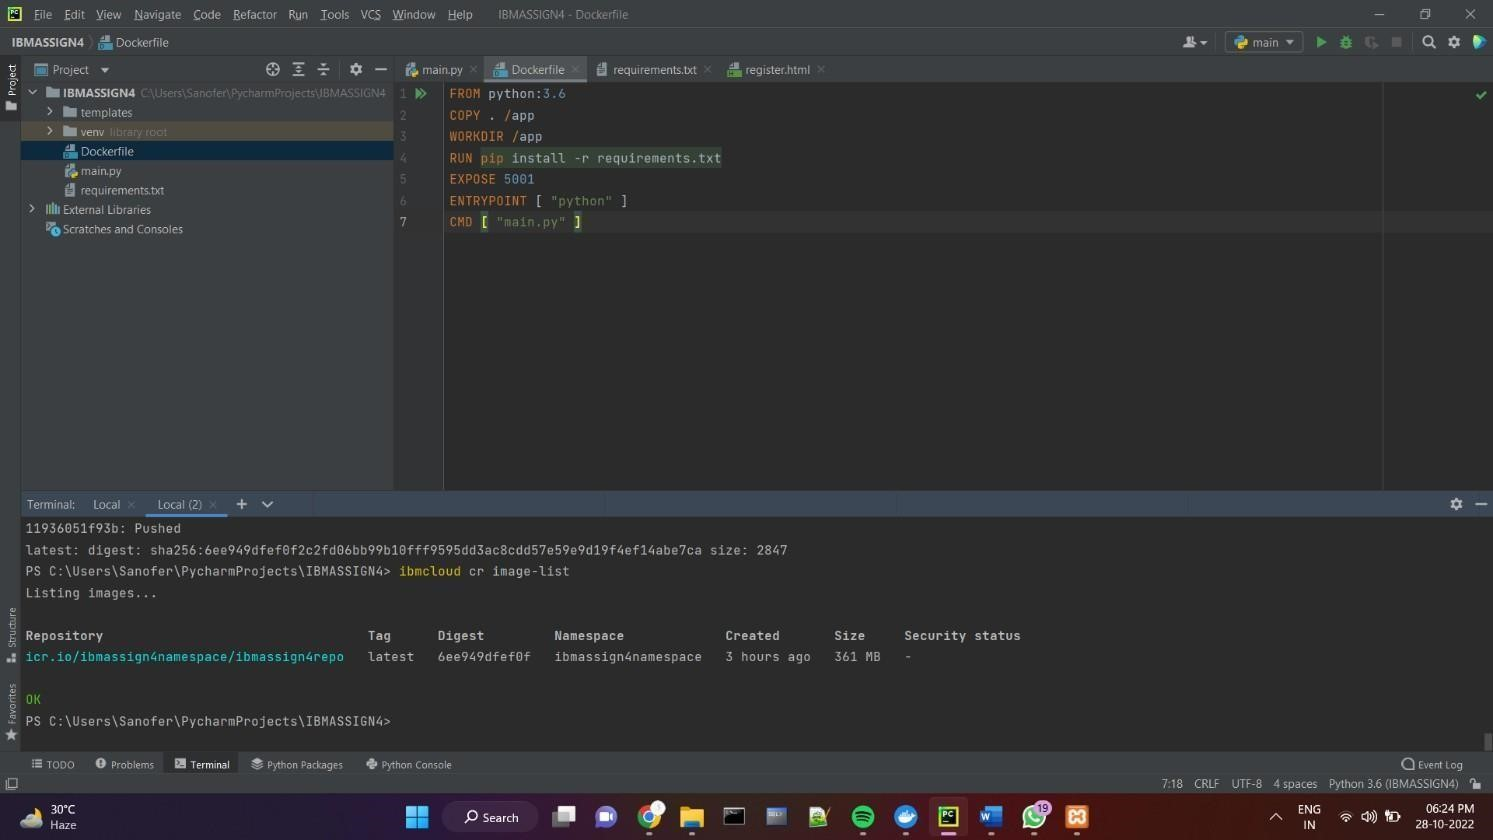 PC File Edit View Navigate Code Refactor Run Tools VCS Window Help IBMASSIGN4 - Dockerfile
IBMASSIGN4 Dockerfile main
Project
Project main.py Dockerfile requirements.txt register.html
IBMASSIGN4 C:\Users\Sanofer\PycharmProjects\IBMASSIGN4
templates
venv library root
Dockerfile
main.py
requirements.txt
External Libraries
Scratches and Consoles
1 FROM python:3.6
2 COPY . /app
3 WORKDIR /app
4 RUN pip install -r requirements.txt
5 EXPOSE 5001
6 ENTRYPOINT [ "python" ]
7 CMD [ "main.py" ]
Terminal: Local Local (2)
11936051f93b: Pushed
latest: digest: sha256:6ee949dfef0f2c2fd06bb99b10fff9595dd3ac8cdd57e59e9d19f4ef14abe7ca size: 2847
PS C:\Users\Sanofer\PycharmProjects\IBMASSIGN4> ibmcloud cr image-list
Listing images...
Repository Tag Digest Namespace Created Size Security status
icr.io/ibmassign4namespace/ibmassign4repo latest 6ee949dfef0f ibmassign4namespace 3 hours ago 361 MB -
OK
PS C:\Users\Sanofer\PycharmProjects\IBMASSIGN4>
Structure
Favorites
TODO Problems Terminal Python Packages Python Console Event Log
7:18 CRLF UTF-8 4 spaces Python 3.6 (IBMASSIGN4)
30°C
Haze
Search
PC
W
19
ENG
IN
06:24 PM
28-10-2022